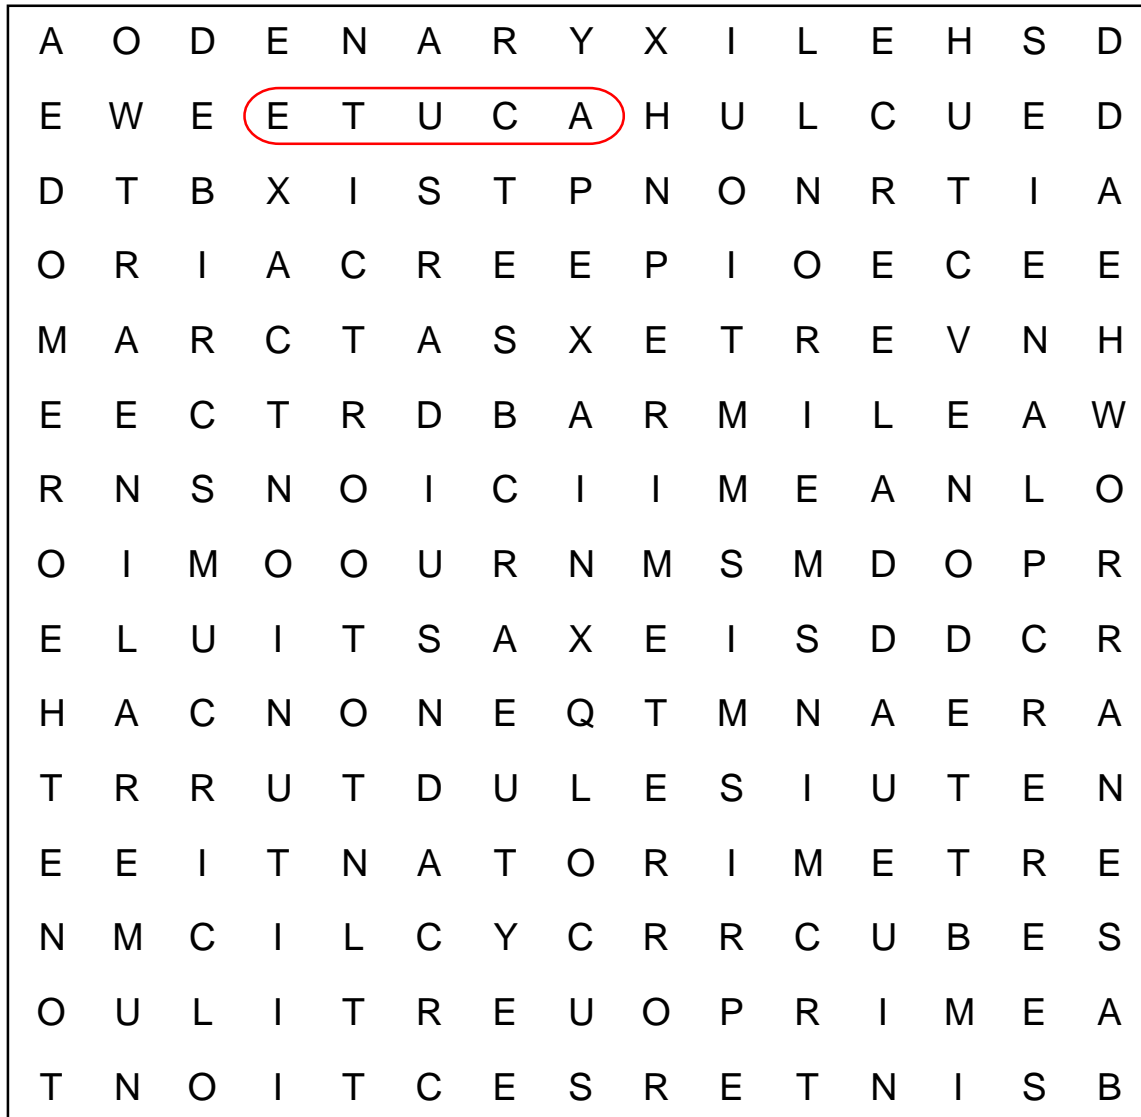 A O D E N A R Y X I L E H S D
E W E E T U C A H U L C U E D
D T B X I S T P N O N R T I A
O R I A C R E E P I O E C E E
M A R C T A S X E T R E V N H
E E C T R D B A R M I L E A W
R N S N O I C I I M E A N L O
O I M O O U R N M S M D O P R
E L U I T S A X E I S D D C R
H A C N O N E Q T M N A E R A
T R R U T D U L E S I U T E N
E E I T N A T O R I M E T R E
N M C I L C Y C R R C U B E S
O U L I T R E U O P R I M E A
T N O I T C E S R E T N I S B